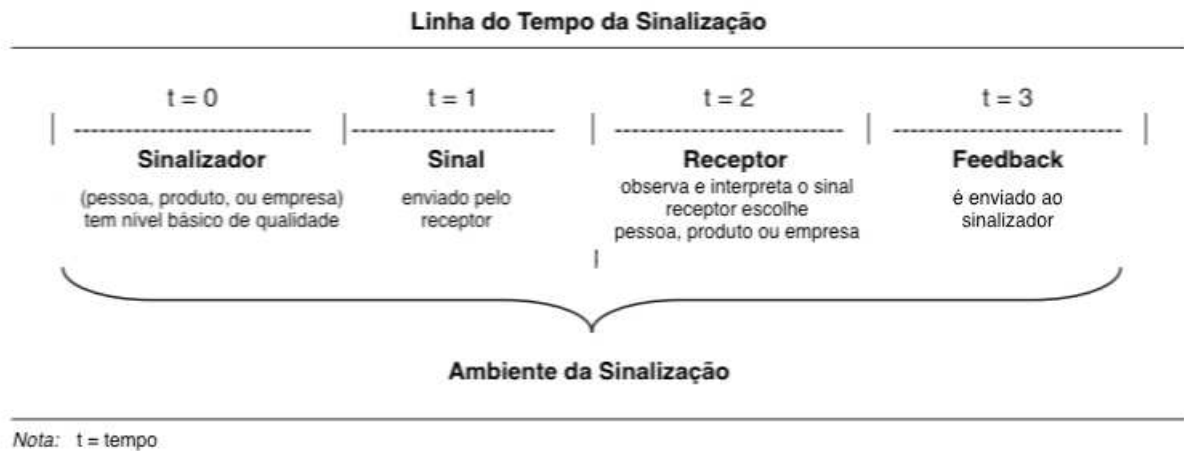 Linha do Tempo da Sinalização
t = 0 t = 1 t = 2 t = 3
Sinalizador Sinal Receptor Feedback
(pessoa, produto, ou empresa) enviado pelo observa e interpreta o sinal é enviado ao
tem nível básico de qualidade receptor receptor escolhe sinalizador
pessoa, produto ou empresa
Ambiente da Sinalização
Nota: t = tempo